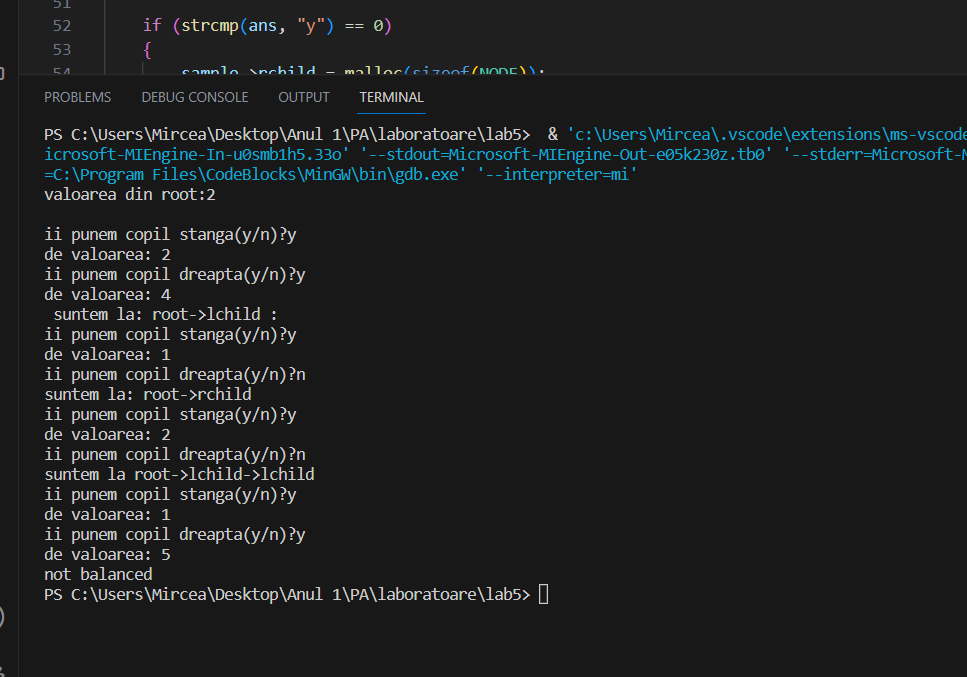 51
52 if (strcmp(ans, "y") == 0)
53 {
54 sample->rchild = malloc(sizeof(NODE));
PROBLEMS DEBUG CONSOLE OUTPUT TERMINAL
PS C:\Users\Mircea\Desktop\Anul 1\PA\laboratoare\lab5>  & 'c:\Users\Mircea\.vscode\extensions\ms-vscode
icrosoft-MIEngine-In-u0smb1h5.33o' '--stdout=Microsoft-MIEngine-Out-e05k230z.tb0' '--stderr=Microsoft-M
=C:\Program Files\CodeBlocks\MinGW\bin\gdb.exe' '--interpreter=mi'
valoarea din root:2
ii punem copil stanga(y/n)?y
de valoarea: 2
ii punem copil dreapta(y/n)?y
de valoarea: 4
suntem la: root->lchild :
ii punem copil stanga(y/n)?y
de valoarea: 1
ii punem copil dreapta(y/n)?n
suntem la: root->rchild
ii punem copil stanga(y/n)?y
de valoarea: 2
ii punem copil dreapta(y/n)?n
suntem la root->lchild->lchild
ii punem copil stanga(y/n)?y
de valoarea: 1
ii punem copil dreapta(y/n)?y
de valoarea: 5
not balanced
PS C:\Users\Mircea\Desktop\Anul 1\PA\laboratoare\lab5>